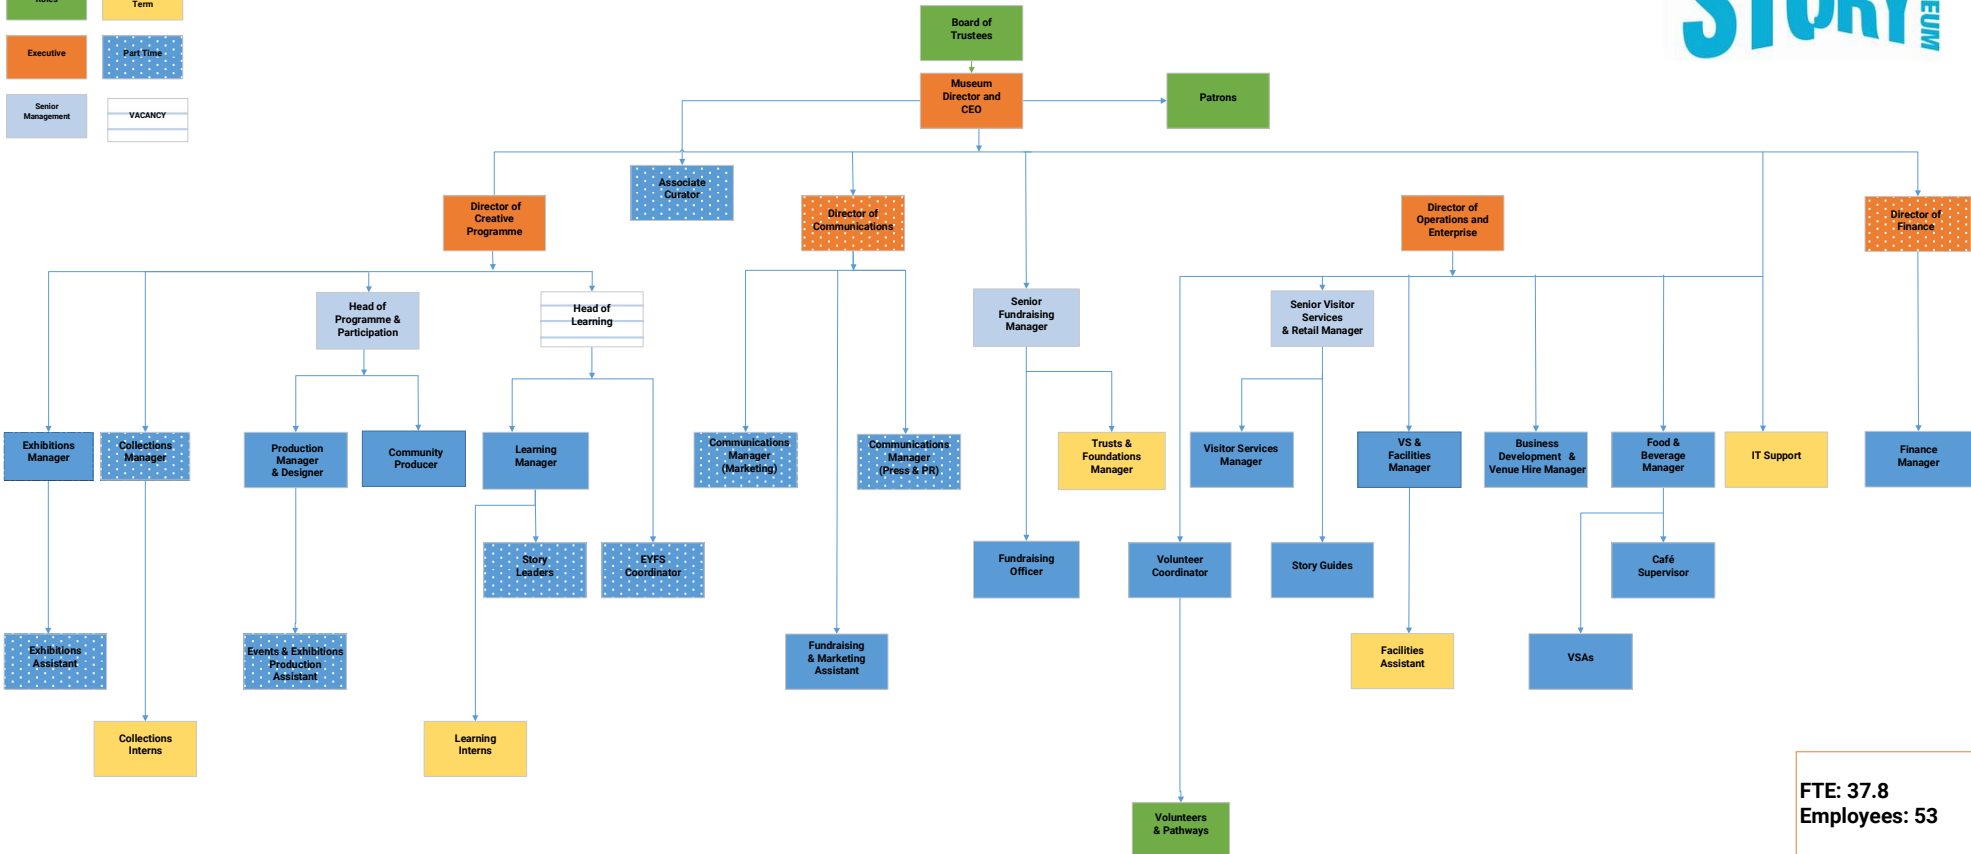 Term
Executive
Part Time
Senior
Management
VACANCY
STORY
EUM
Board of
Trustees
Museum
Director and
CEO
Patrons
Associate
Curator
Director of
Creative
Programme
Director of
Communications
Director of
Operations and
Enterprise
Director of
Finance
Head of
Programme &
Participation
Head of
Learning
Senior
Fundraising
Manager
Senior Visitor
Services
& Retail Manager
Exhibitions
Manager
Collections
Manager
Production
Manager
& Designer
Community
Producer
Learning
Manager
Communications
Manager
(Marketing)
Communications
Manager
(Press & PR)
Trusts &
Foundations
Manager
Visitor Services
Manager
VS &
Facilities
Manager
Business
Development &
Venue Hire Manager
Food &
Beverage
Manager
IT Support
Finance
Manager
Story
Leaders
EYFS
Coordinator
Fundraising
Officer
Volunteer
Coordinator
Story Guides
Café
Supervisor
Exhibitions
Assistant
Events & Exhibitions
Production
Assistant
Fundraising
& Marketing
Assistant
Facilities
Assistant
VSAs
Collections
Interns
Learning
Interns
Volunteers
& Pathways
FTE: 37.8
Employees: 53